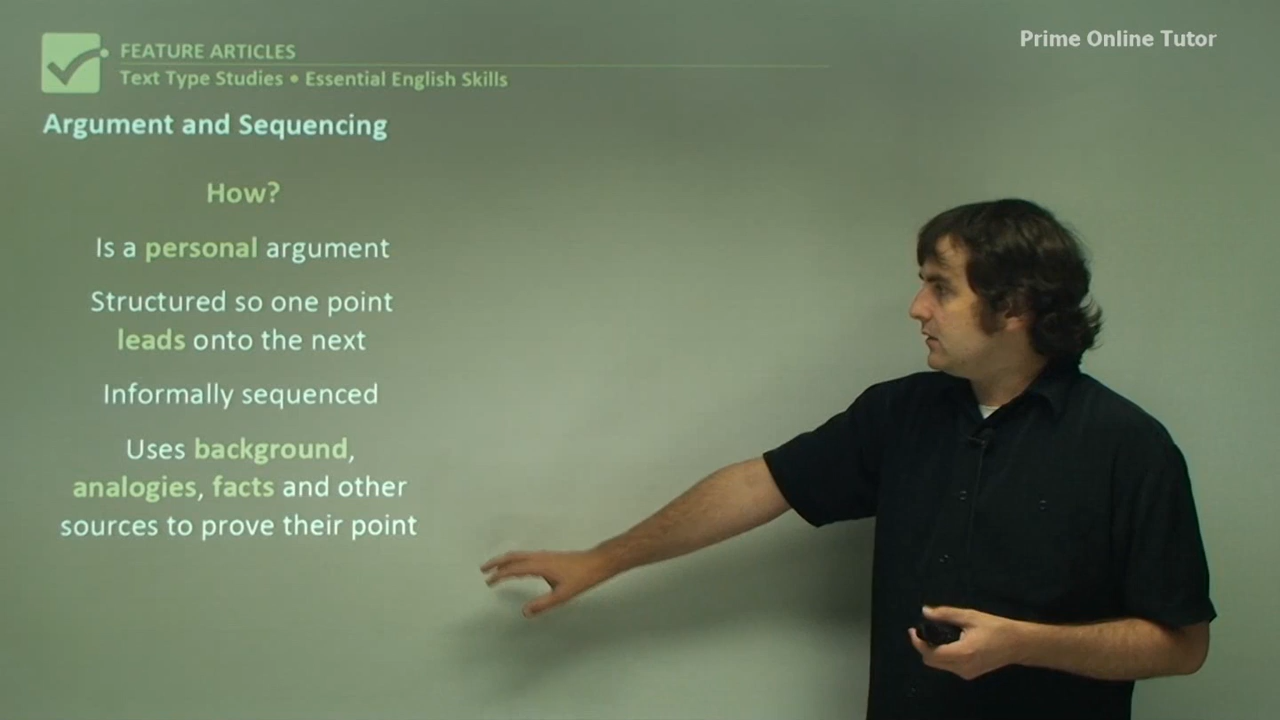 FEATURE ARTICLES
Text Type Studies • Essential English Skills
Prime Online Tutor
Argument and Sequencing
How?
Is a personal argument
Structured so one point
leads onto the next
Informally sequenced
Uses background,
analogies, facts and other
sources to prove their point